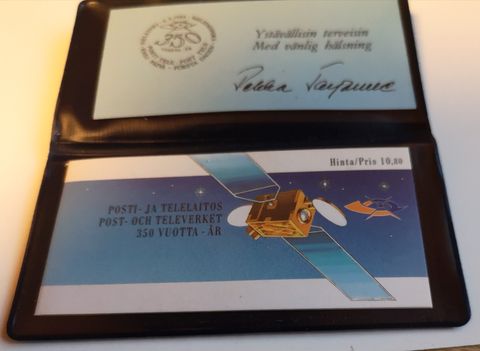 350
Ystävällisin terveisin
Med vänlig hälsning
Hinta/Pris 10,80
POSTI- JA TELELAITOS
POST- OCH TELEVERKET
350 VUOTTA - ÅR